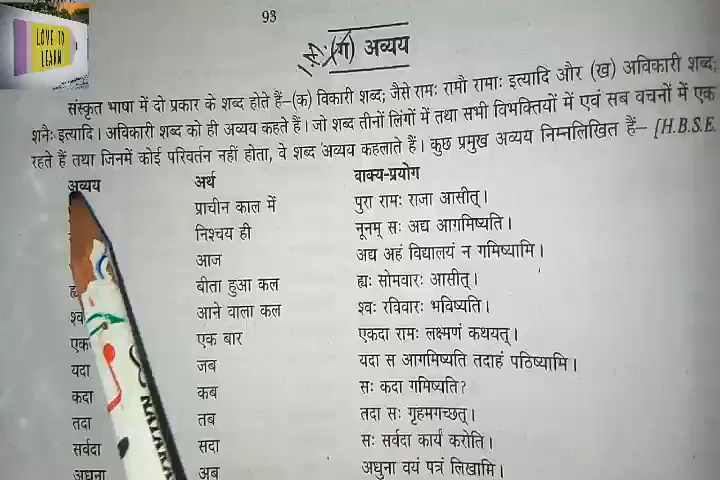 LOVE TO
LEARN
93
(ग) अव्यय
संस्कृत भाषा में दो प्रकार के शब्द होते हैं–(क) विकारी शब्द; जैसे रामः रामौ रामाः इत्यादि और (ख) अविकारी शब्द;
शनैः इत्यादि। अविकारी शब्द को ही अव्यय कहते हैं। जो शब्द तीनों लिंगों में तथा सभी विभक्तियों में एवं सब वचनों में एक
रहते हैं तथा जिनमें कोई परिवर्तन नहीं होता, वे शब्द अव्यय कहलाते हैं। कुछ प्रमुख अव्यय निम्नलिखित हैं– [H.B.S.E.
अव्यय अर्थ वाक्य-प्रयोग
प्राचीन काल में पुरा रामः राजा आसीत्।
निश्चय ही नूनम् सः अद्य आगमिष्यति।
आज अद्य अहं विद्यालयं न गमिष्यामि।
बीता हुआ कल ह्यः सोमवारः आसीत्।
आने वाला कल श्वः रविवारः भविष्यति।
एक बार एकदा रामः लक्ष्मणं कथयत्।
यदा जब यदा स आगमिष्यति तदाहं पठिष्यामि।
कदा कब सः कदा गमिष्यति?
तदा तब तदा सः गृहमगच्छत्।
सर्वदा सदा सः सर्वदा कार्यं करोति।
अधुना अब अधुना वयं पत्रं लिखामि।